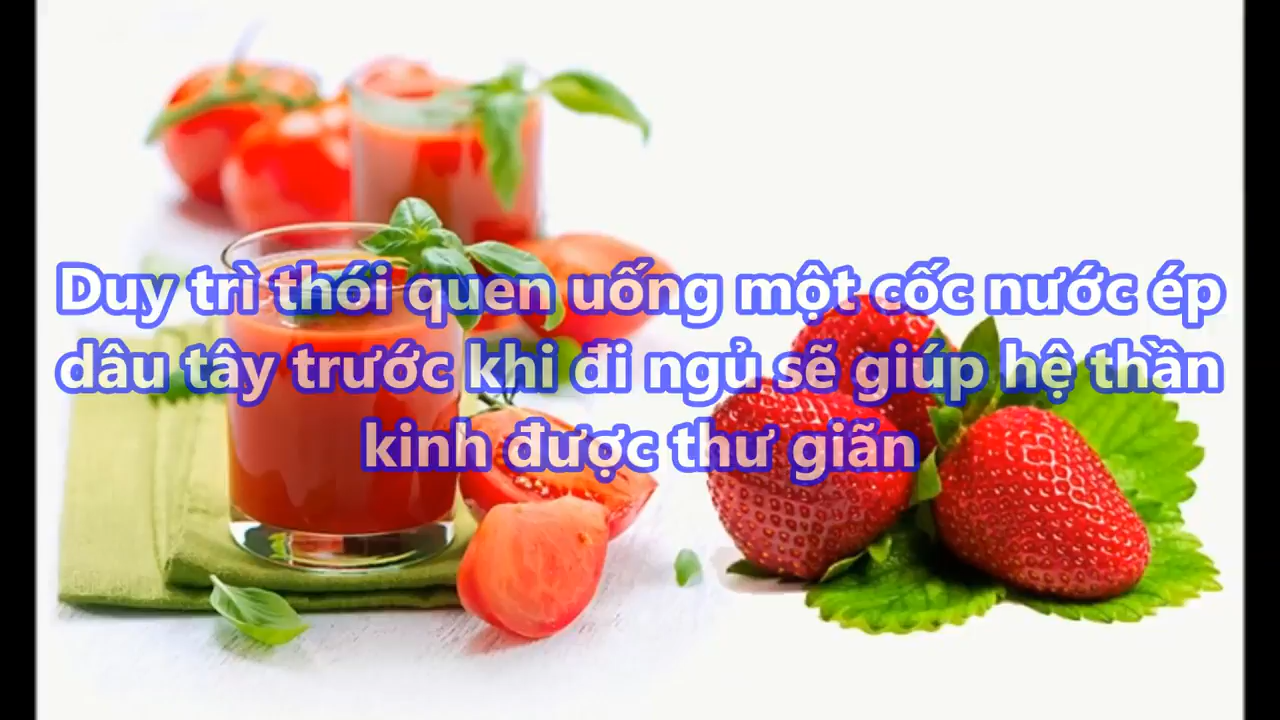 Duy trì thói quen uống một cốc nước ép
dâu tây trước khi đi ngủ sẽ giúp hệ thần
kinh được thư giãn